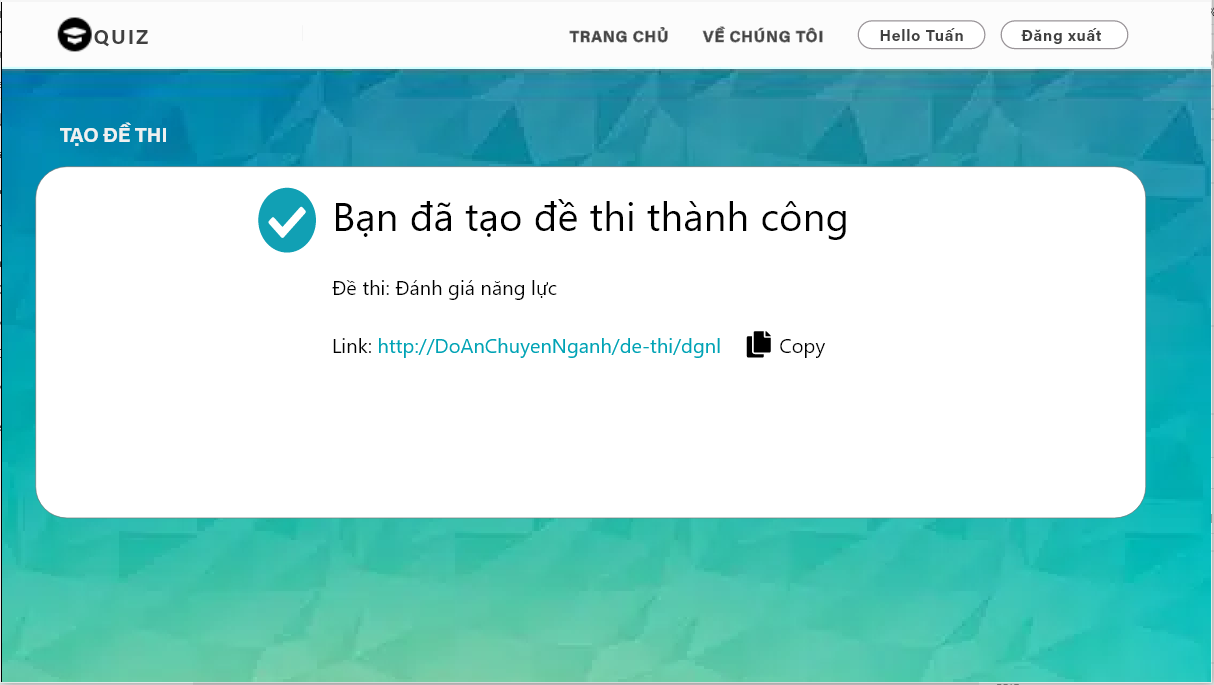 QUIZ
TRANG CHỦ
VỀ CHÚNG TÔI
Hello Tuấn
Đăng xuất
TẠO ĐỀ THI
Bạn đã tạo đề thi thành công
Đề thi: Đánh giá năng lực
Link: http://DoAnChuyenNganh/de-thi/dgnl
Copy